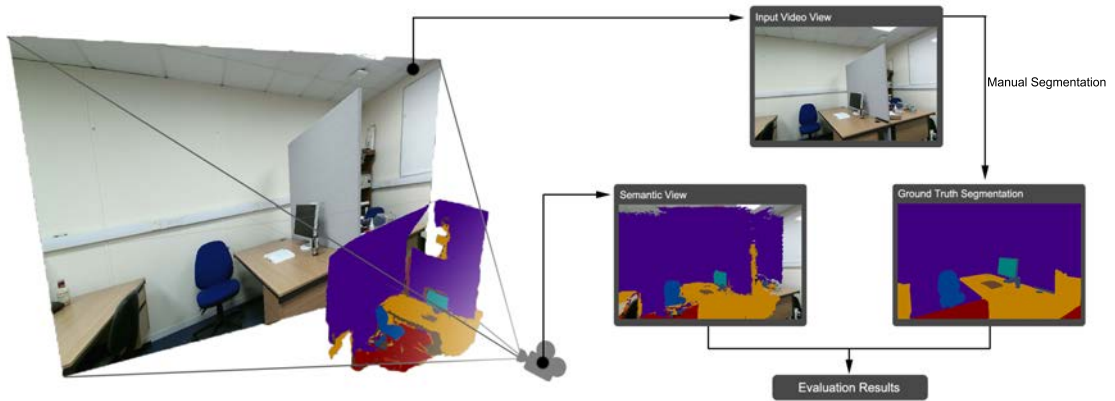 Input Video View
Manual Segmentation
Semantic View
Ground Truth Segmentation
Evaluation Results